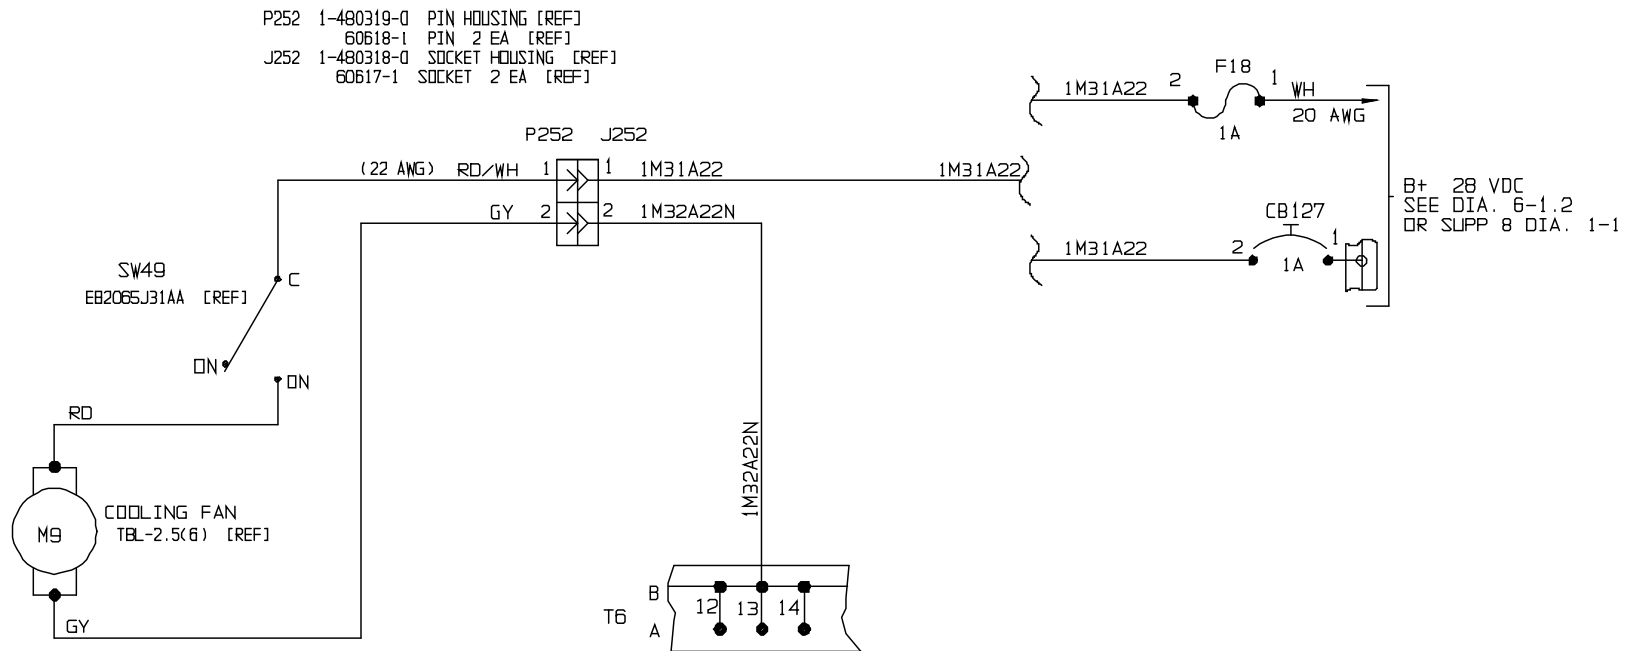 P252 1-480319-0 PIN HOUSING [REF]
60618-1 PIN 2 EA [REF]
J252 1-480318-0 SOCKET HOUSING [REF]
60617-1 SOCKET 2 EA [REF]
F18
1M31A22 2 1 WH
1A 20 AWG
P252 J252
(22 AWG) RD/WH 1 1 1M31A22 1M31A22
GY 2 2 1M32A22N
B+ 28 VDC
SEE DIA. 6-1.2
OR SUPP 8 DIA. 1-1
CB127
1M31A22 2 1
1A
SW49 C
EB2065J31AA [REF]
ON
ON
RD
1M32A22N
COOLING FAN
M9 TBL-2.5(6) [REF]
GY
T6
B
12 13 14
A